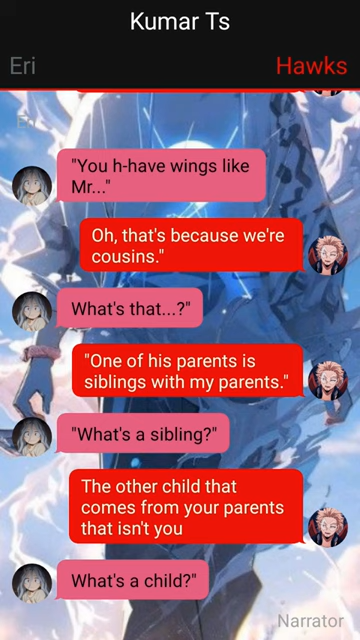 Kumar Ts
Eri
Hawks
"You h-have wings like
Mr..."
Oh, that's because we're
cousins."
What's that...?"
"One of his parents is
siblings with my parents."
"What's a sibling?"
The other child that
comes from your parents
that isn't you
What's a child?"
Narrator